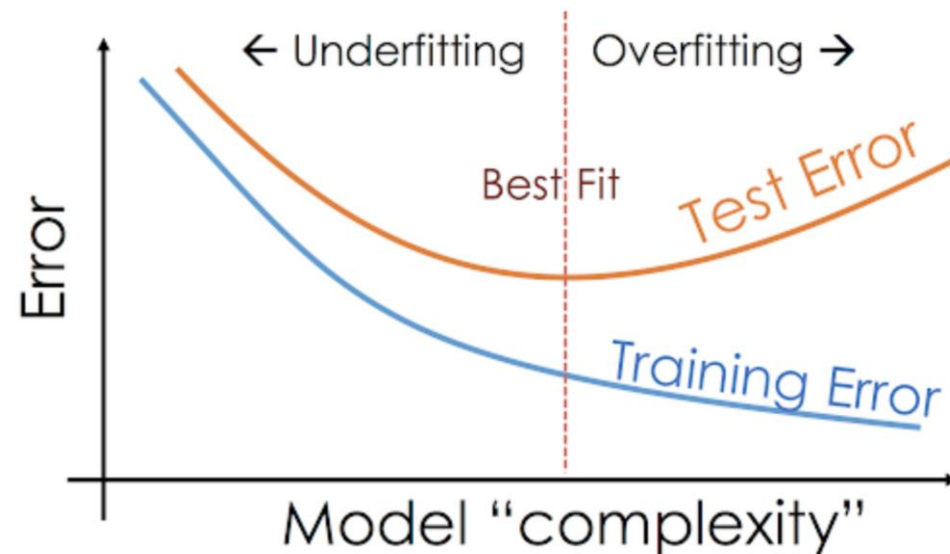 ← Underfitting
Overfitting →
Best Fit
Test Error
Error
Training Error
Model “complexity”